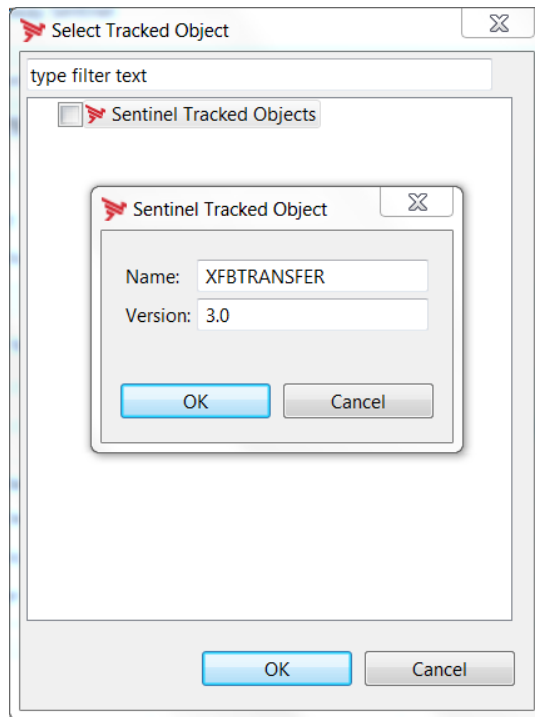 Select Tracked Object
type filter text
Sentinel Tracked Objects
Sentinel Tracked Object
Name: XFBTRANSFER
Version: 3.0
OK Cancel
OK Cancel